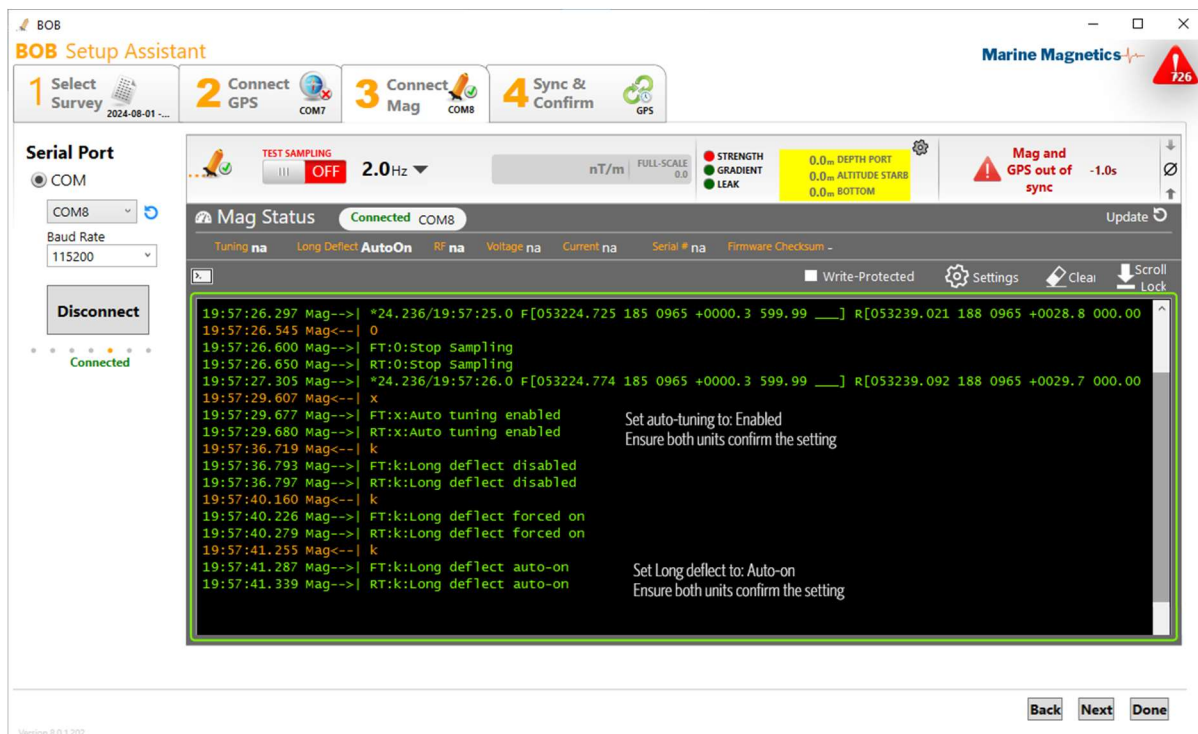 BOB
BOB Setup Assistant
Marine Magnetics
726
1 Select Survey 2024-08-01 -...
2 Connect GPS COM7
3 Connect Mag COM8
4 Sync & Confirm GPS
Serial Port
COM
COM8
Baud Rate
115200
Disconnect
Connected
TEST SAMPLING
OFF
2.0Hz
nT/m
FULL-SCALE
0.0
STRENGTH
GRADIENT
LEAK
0.0m DEPTH PORT
0.0m ALTITUDE STARB
0.0m BOTTOM
Mag and
GPS out of
sync
-1.0s
Mag Status Connected COM8 Update
Tuning na Long Deflect AutoOn RF na Voltage na Current na Serial # na Firmware Checksum -
Write-Protected Settings Clear Scroll Lock
19:57:26.297 Mag-->| *24.236/19:57:25.0 F[053224.725 185 0965 +0000.3 599.99 ___] R[053239.021 188 0965 +0028.8 000.00
19:57:26.545 Mag<--| 0
19:57:26.600 Mag-->| FT:0:Stop Sampling
19:57:26.650 Mag-->| RT:0:Stop Sampling
19:57:27.305 Mag-->| *24.236/19:57:26.0 F[053224.774 185 0965 +0000.3 599.99 ___] R[053239.092 188 0965 +0029.7 000.00
19:57:29.607 Mag<--| x
19:57:29.677 Mag-->| FT:x:Auto tuning enabled
19:57:29.680 Mag-->| RT:x:Auto tuning enabled
Set auto-tuning to: Enabled
Ensure both units confirm the setting
19:57:36.719 Mag<--| k
19:57:36.793 Mag-->| FT:k:Long deflect disabled
19:57:36.797 Mag-->| RT:k:Long deflect disabled
19:57:40.160 Mag<--| k
19:57:40.226 Mag-->| FT:k:Long deflect forced on
19:57:40.279 Mag-->| RT:k:Long deflect forced on
19:57:41.255 Mag<--| k
19:57:41.287 Mag-->| FT:k:Long deflect auto-on
19:57:41.339 Mag-->| RT:k:Long deflect auto-on
Set Long deflect to: Auto-on
Ensure both units confirm the setting
Back Next Done